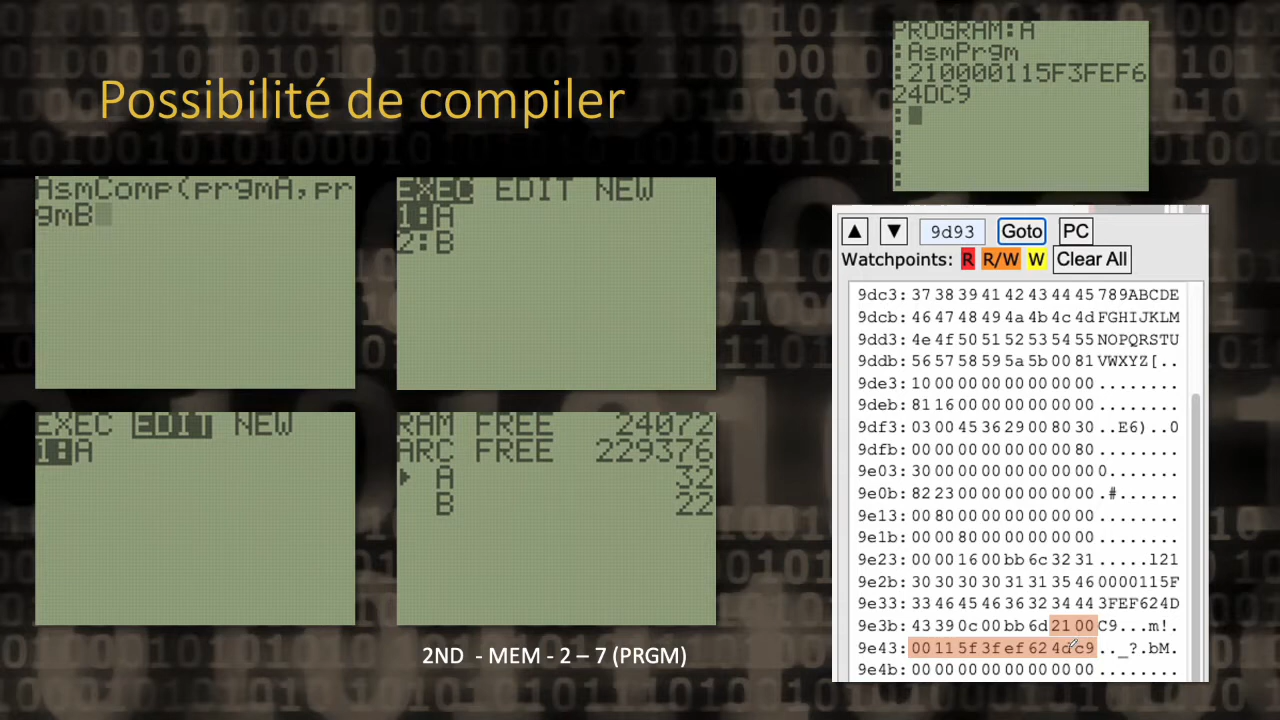 Possibilité de compiler
PROGRAM:A
:AsmPrgm
:210000115F3FEF6
24DC9
:
:
:
:
AsmComp(prgmA,pr
gmB
EXEC EDIT NEW
1:A
2:B
EXEC EDIT NEW
1:A
RAM FREE 24072
ARC FREE 229376
A 32
B 22
2ND - MEM - 2 – 7 (PRGM)
▲ ▼ 9d93 Goto PC
Watchpoints: R R/W W Clear All
9dc3: 37 38 39 41 42 43 44 45 789ABCDE
9dcb: 46 47 48 49 4a 4b 4c 4d FGHIJKLM
9dd3: 4e 4f 50 51 52 53 54 55 NOPQRSTU
9ddb: 56 57 58 59 5a 5b 00 81 VWXYZ[..
9de3: 10 00 00 00 00 00 00 00 ........
9deb: 81 16 00 00 00 00 00 00 ........
9df3: 03 00 45 36 29 00 80 30 ..E6)..0
9dfb: 00 00 00 00 00 00 00 80 ........
9e03: 30 00 00 00 00 00 00 00 0.......
9e0b: 82 23 00 00 00 00 00 00 .#......
9e13: 00 80 00 00 00 00 00 00 ........
9e1b: 00 00 80 00 00 00 00 00 ........
9e23: 00 00 16 00 bb 6c 32 31 .....l21
9e2b: 30 30 30 30 31 31 35 46 0000115F
9e33: 33 46 45 46 36 32 34 44 3FEF624D
9e3b: 43 39 0c 00 bb 6d 21 00 C9...m!.
9e43: 00 11 5f 3f ef 62 4d c9 .._?.bM.
9e4b: 00 00 00 00 00 00 00 00 ........